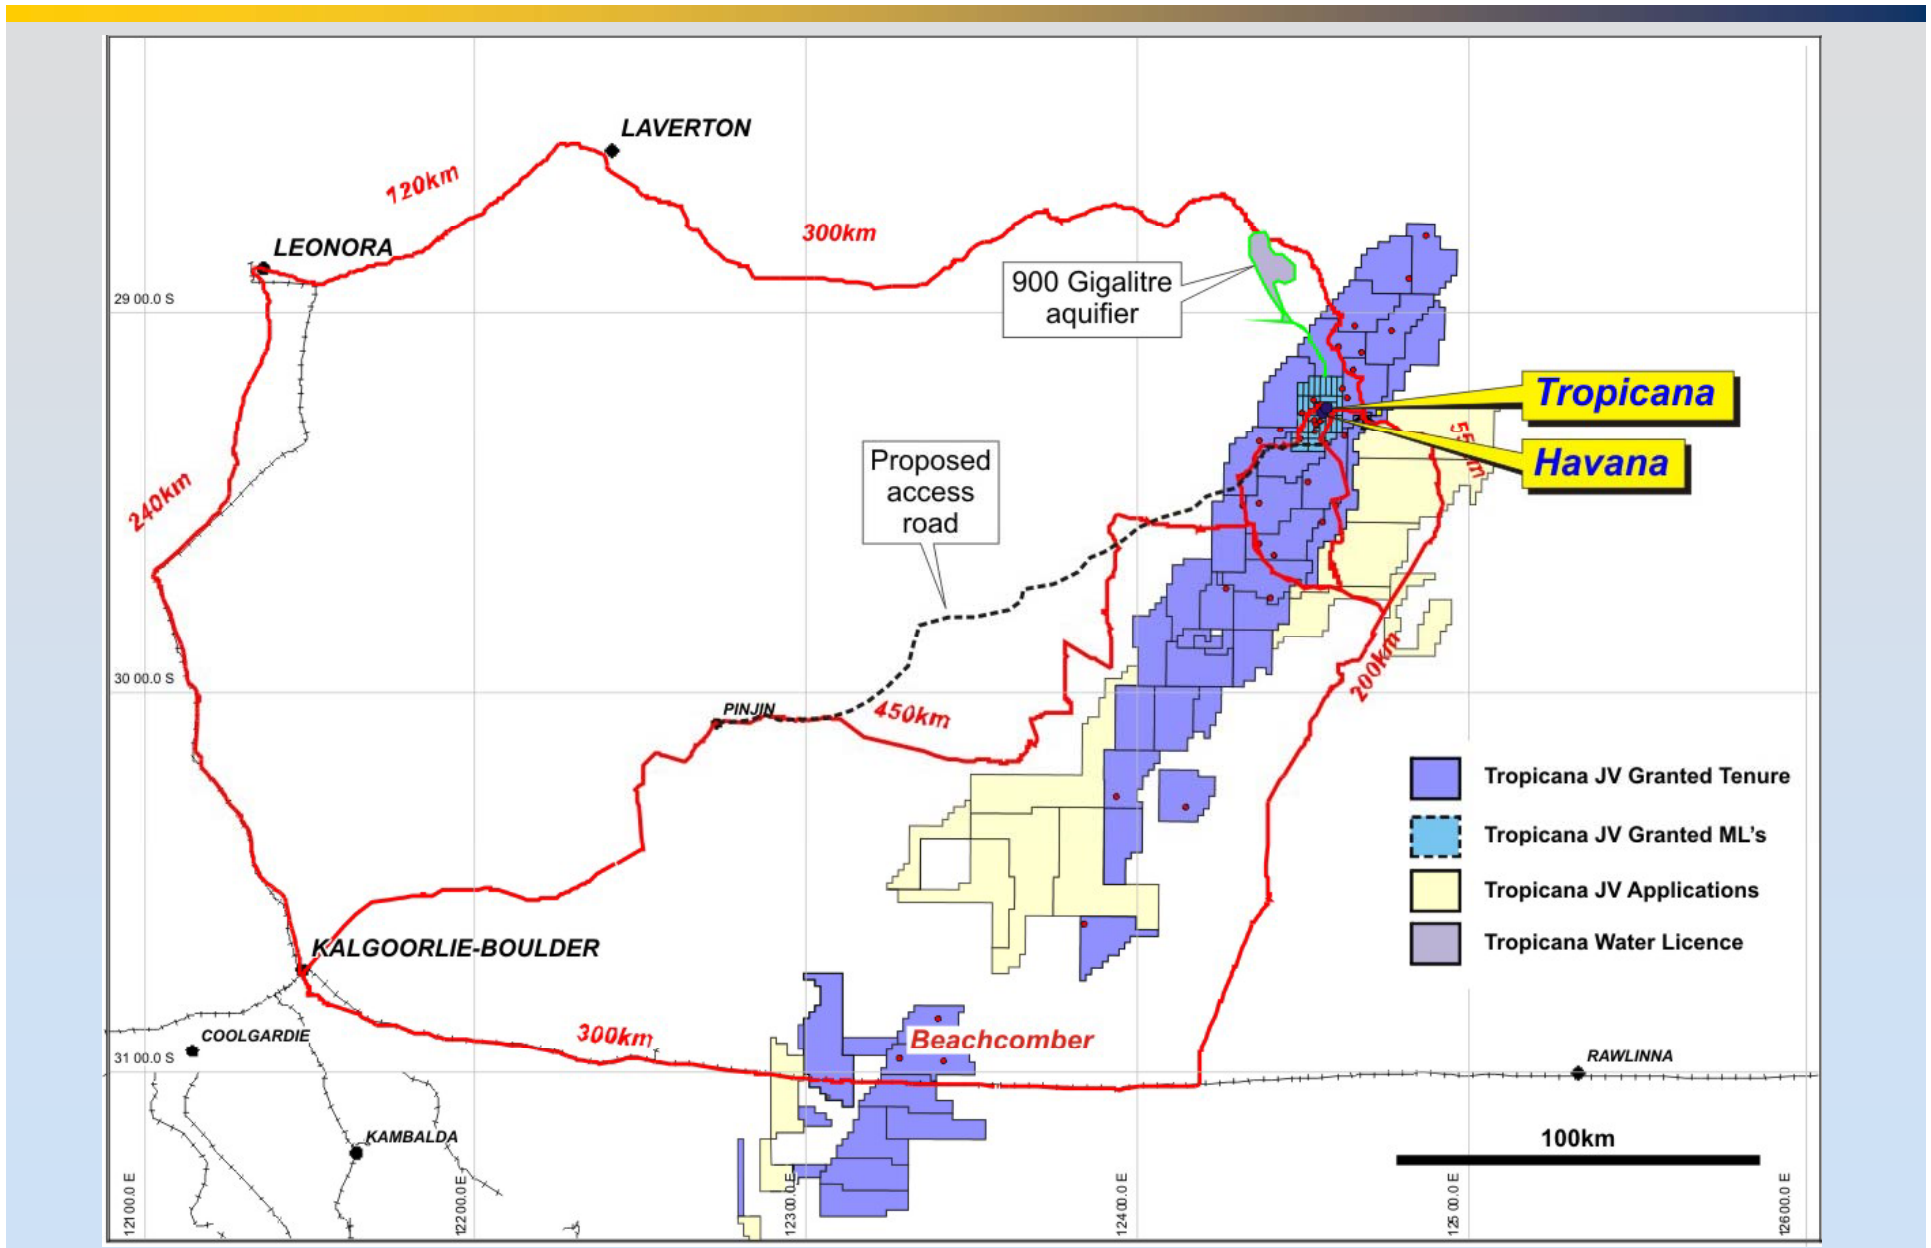 LAVERTON
120km
LEONORA
300km
900 Gigalitre
aquifier
29 00.0 S
Tropicana
Havana
Proposed
access
road
240km
30 00.0 S
PINJIN
450km
200km
Tropicana JV Granted Tenure
Tropicana JV Granted ML's
Tropicana JV Applications
Tropicana Water Licence
KALGOORLIE-BOULDER
COOLGARDIE
300km
Beachcomber
31 00.0 S
RAWLINNA
KAMBALDA
100km
121 00.0 E
122 00.0 E
123 00.0 E
124 00.0 E
125 00.0 E
126 00.0 E